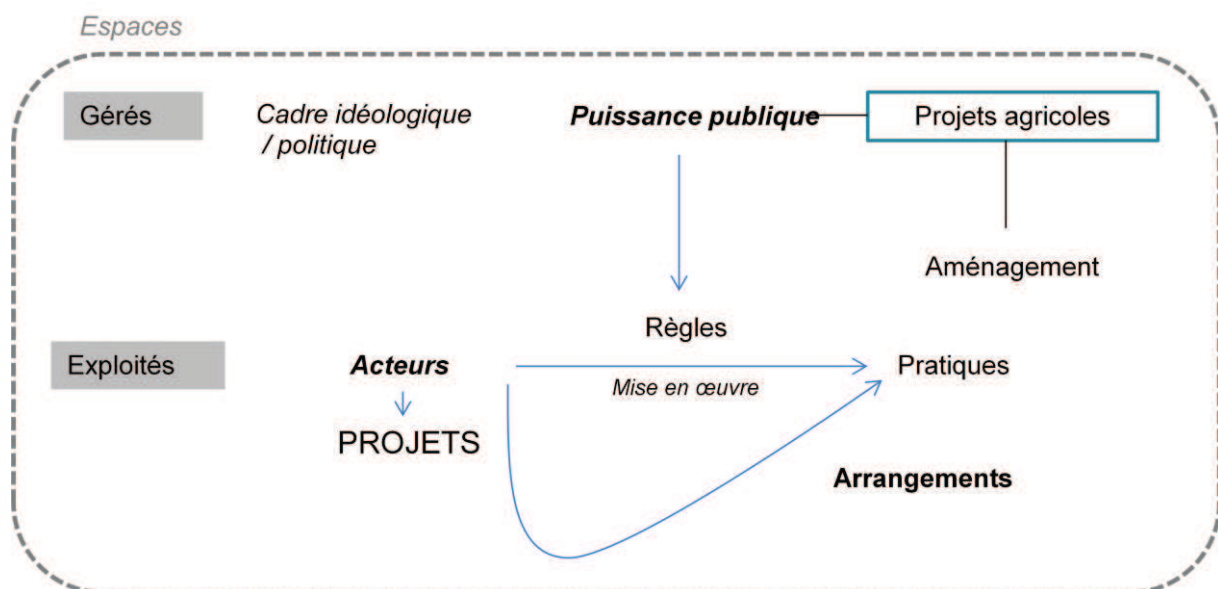 Espaces
Gérés
Cadre idéologique
/ politique
Puissance publique
Projets agricoles
Aménagement
Règles
Exploités
Acteurs
Mise en œuvre
Pratiques
PROJETS
Arrangements